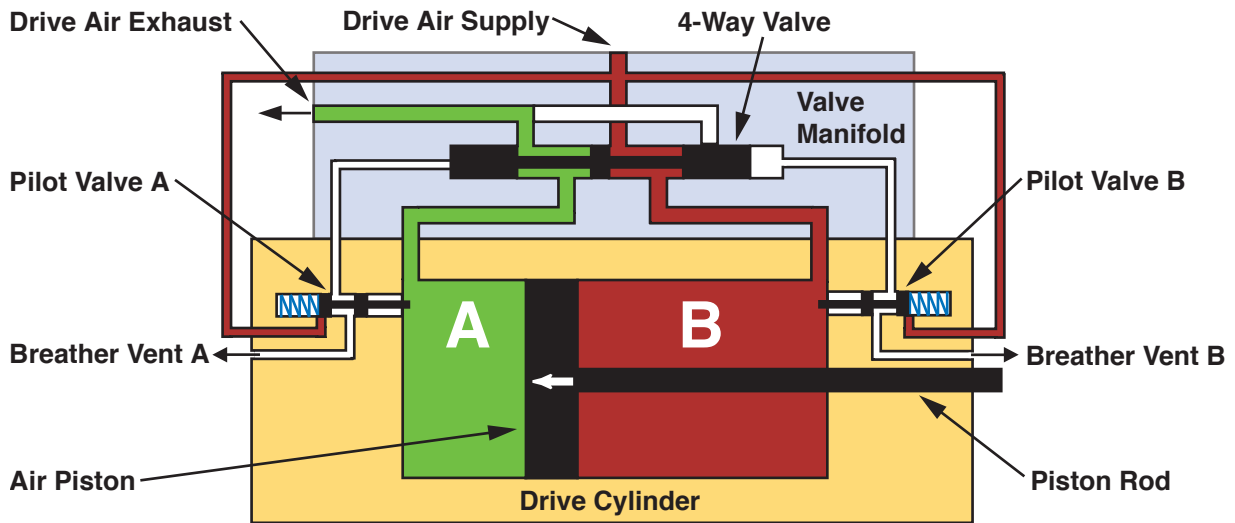 Drive Air Exhaust
Drive Air Supply
4-Way Valve
Valve
Manifold
Pilot Valve A
Pilot Valve B
A
B
Breather Vent A
Breather Vent B
Air Piston
Piston Rod
Drive Cylinder